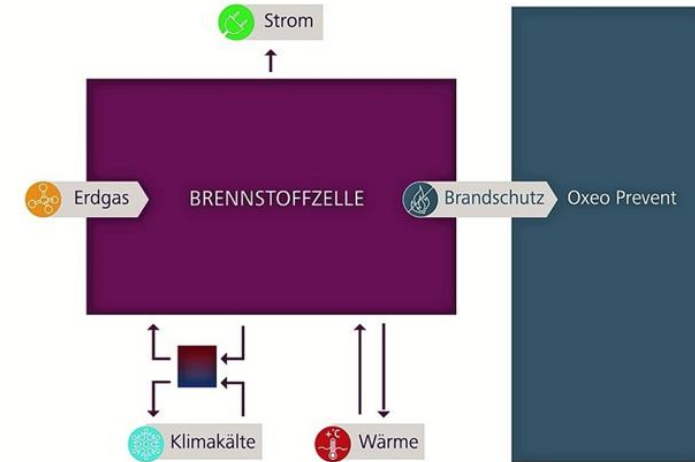 Strom
Erdgas
BRENNSTOFFZELLE
Brandschutz
Oxeo Prevent
+°C
Klimakälte
Wärme